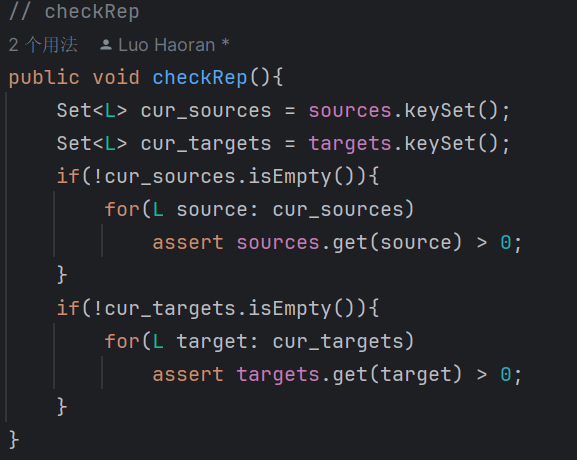 // checkRep
2 个用法 Luo Haoran *
public void checkRep(){
Set<L> cur_sources = sources.keySet();
Set<L> cur_targets = targets.keySet();
if(!cur_sources.isEmpty()){
for(L source: cur_sources)
assert sources.get(source) > 0;
}
if(!cur_targets.isEmpty()){
for(L target: cur_targets)
assert targets.get(target) > 0;
}
}